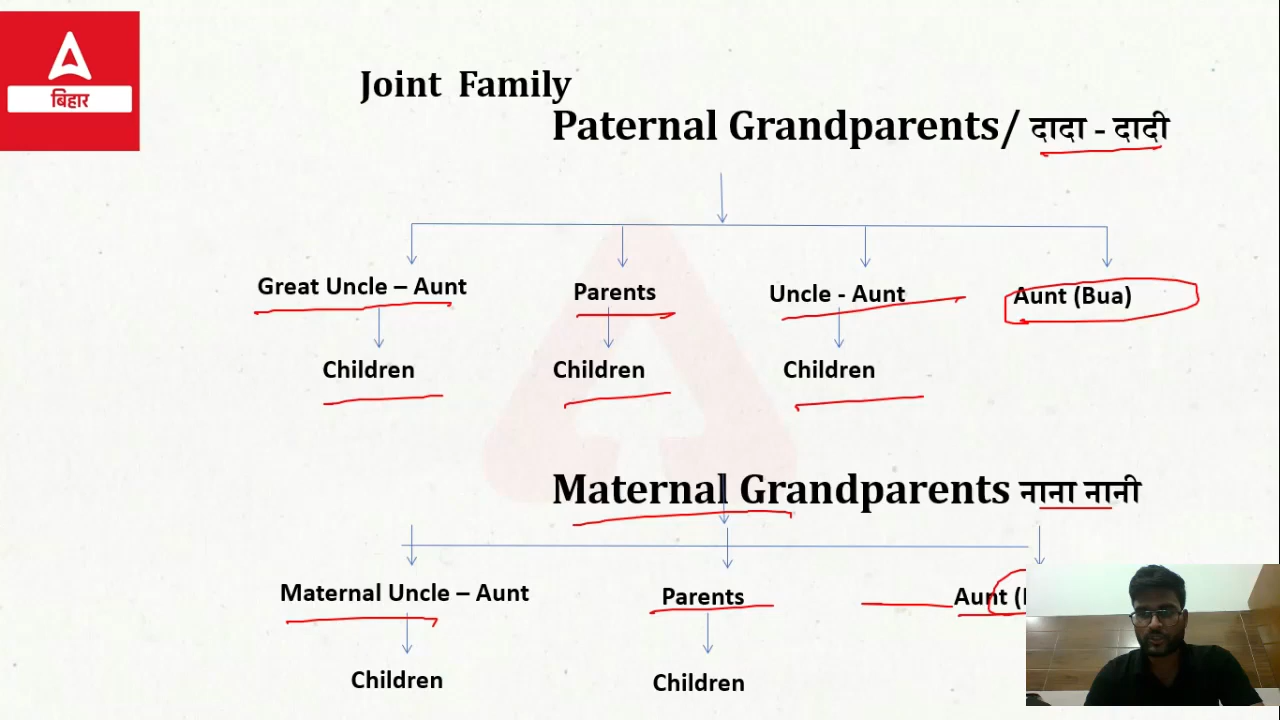 बिहार
Joint Family
Paternal Grandparents/ दादा - दादी
Great Uncle – Aunt
Parents
Uncle - Aunt
Aunt (Bua)
Children
Children
Children
Maternal Grandparents नाना नानी
Maternal Uncle – Aunt
Parents
Aunt (
Children
Children